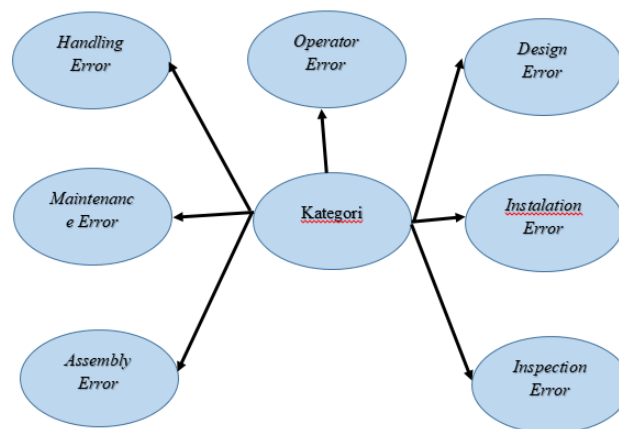 Handling
Error
Operator
Error
Design
Error
Maintenanc
e Error
Kategori
Instalation
Error
Assembly
Error
Inspection
Error